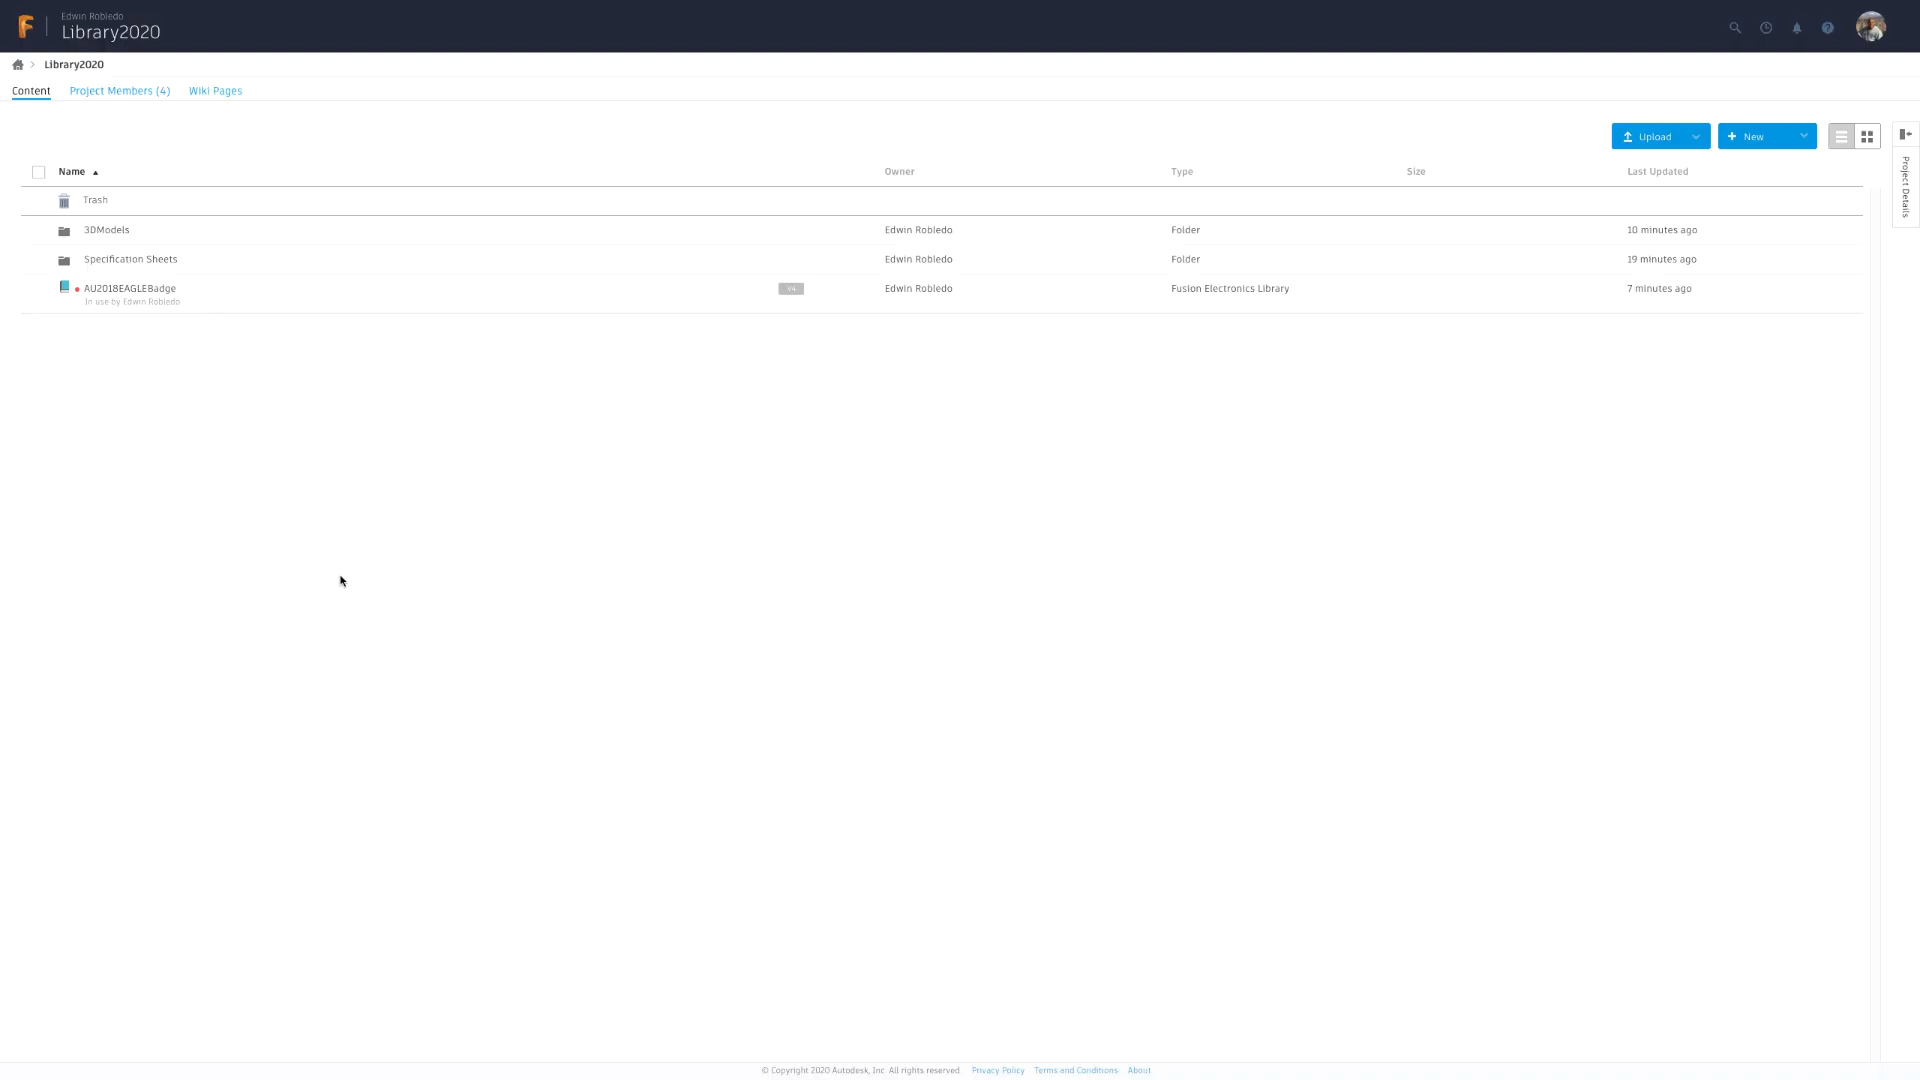 Edwin Robledo
Library2020
Library2020
Content Project Members (4) Wiki Pages
Upload New
Name Owner Type Size Last Updated
Trash
3DModels Edwin Robledo Folder 10 minutes ago
Specification Sheets Edwin Robledo Folder 19 minutes ago
AU2018EAGLEBadge V4 Edwin Robledo Fusion Electronics Library 7 minutes ago
In use by Edwin Robledo
Project Details
© Copyright 2020 Autodesk, Inc. All rights reserved. Privacy Policy Terms and Conditions About